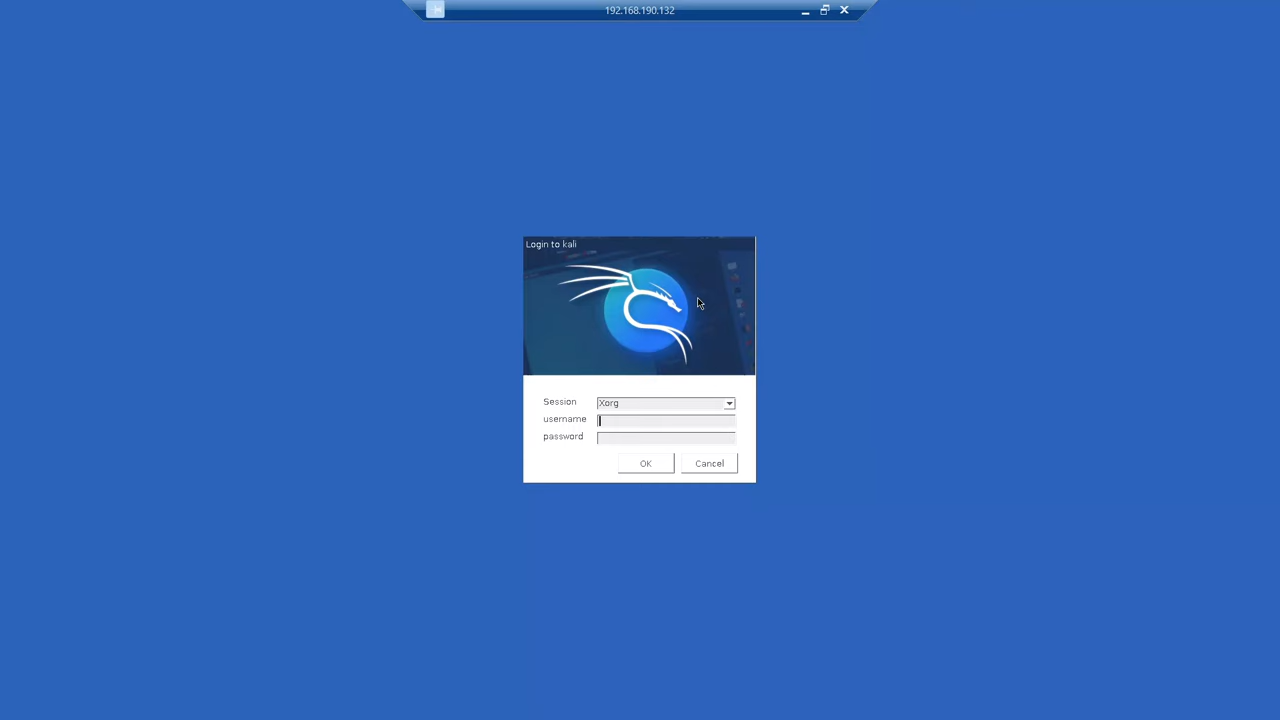 192.168.190.132
Login to kali
Session Xorg
username
password
OK Cancel